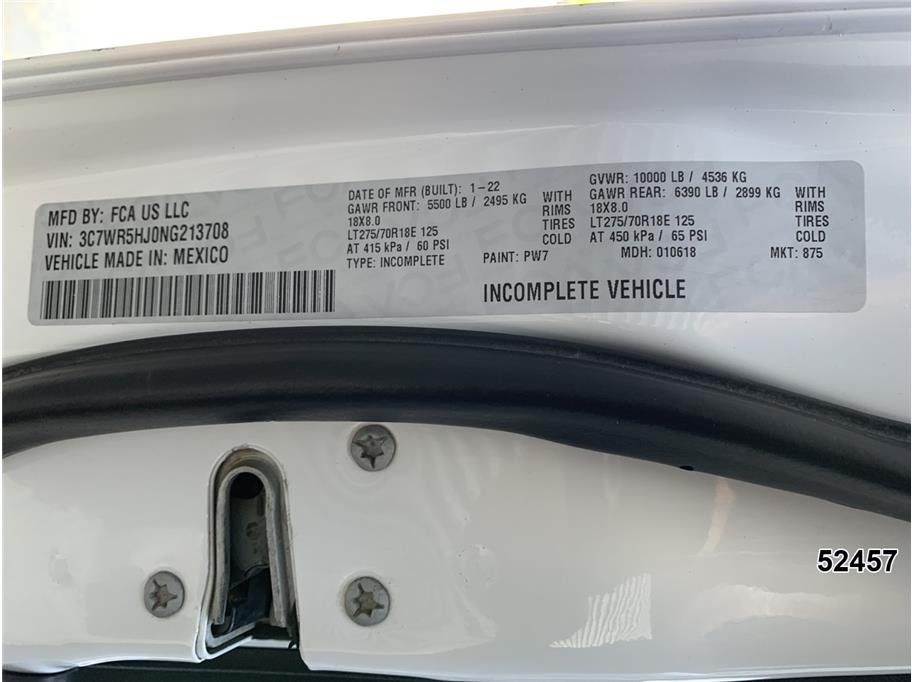 MFD BY: FCA US LLC
VIN: 3C7WR5HJ0NG213708
VEHICLE MADE IN: MEXICO
DATE OF MFR (BUILT): 1-22
GAWR FRONT: 5500 LB / 2495 KG WITH
18X8.0 RIMS
LT275/70R18E 125 TIRES
AT 415 kPa / 60 PSI COLD
TYPE: INCOMPLETE PAINT: PW7
GVWR: 10000 LB / 4536 KG
GAWR REAR: 6390 LB / 2899 KG WITH
18X8.0 RIMS
LT275/70R18E 125 TIRES
AT 450 kPa / 65 PSI COLD
MDH: 010618 MKT: 875
INCOMPLETE VEHICLE
52457